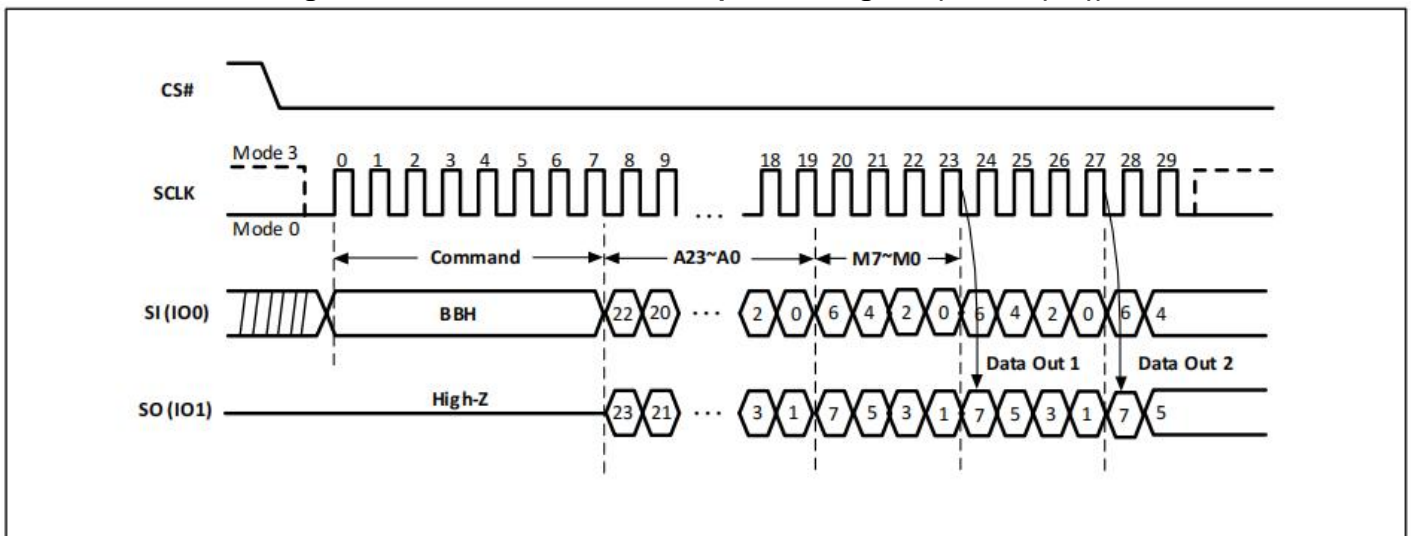 CS#
Mode 3
0 1 2 3 4 5 6 7 8 9 18 19 20 21 22 23 24 25 26 27 28 29
SCLK
...
Mode 0
Command A23~A0 M7~M0
SI (IO0) BBH 22 20 ... 2 0 6 4 2 0 6 4 2 0 6 4
Data Out 1 Data Out 2
SO (IO1) High-Z 23 21 ... 3 1 7 5 3 1 7 5 3 1 7 5